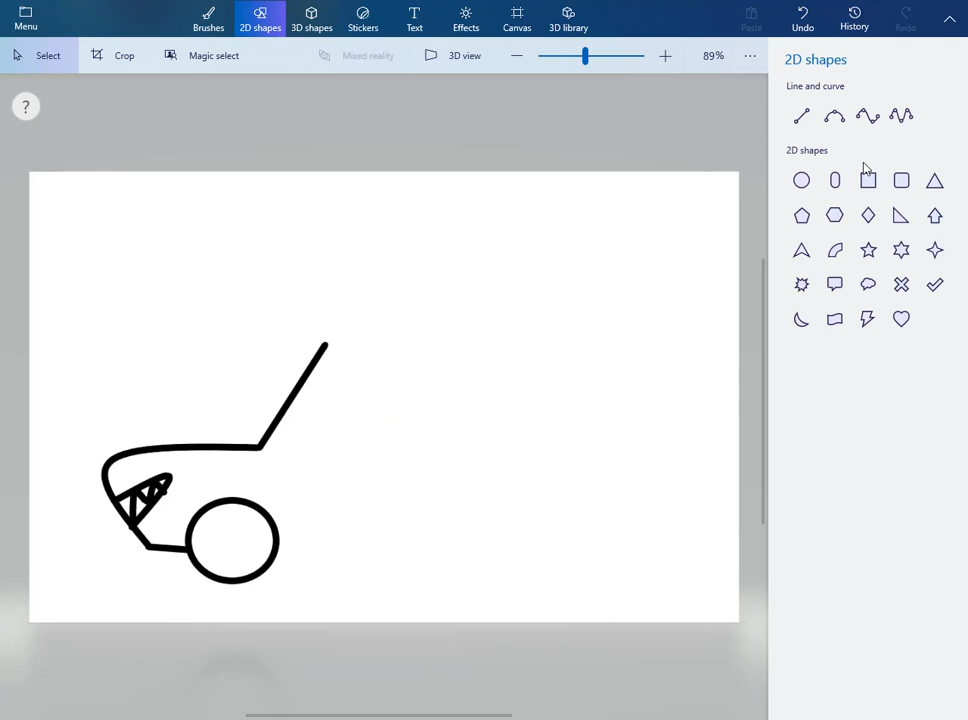 Menu
Brushes
2D shapes
3D shapes
Stickers
Text
Effects
Canvas
3D library
Paste
Undo
History
Redo
Select
Crop
Magic select
Mixed reality
3D view
89%
?
2D shapes
Line and curve
2D shapes